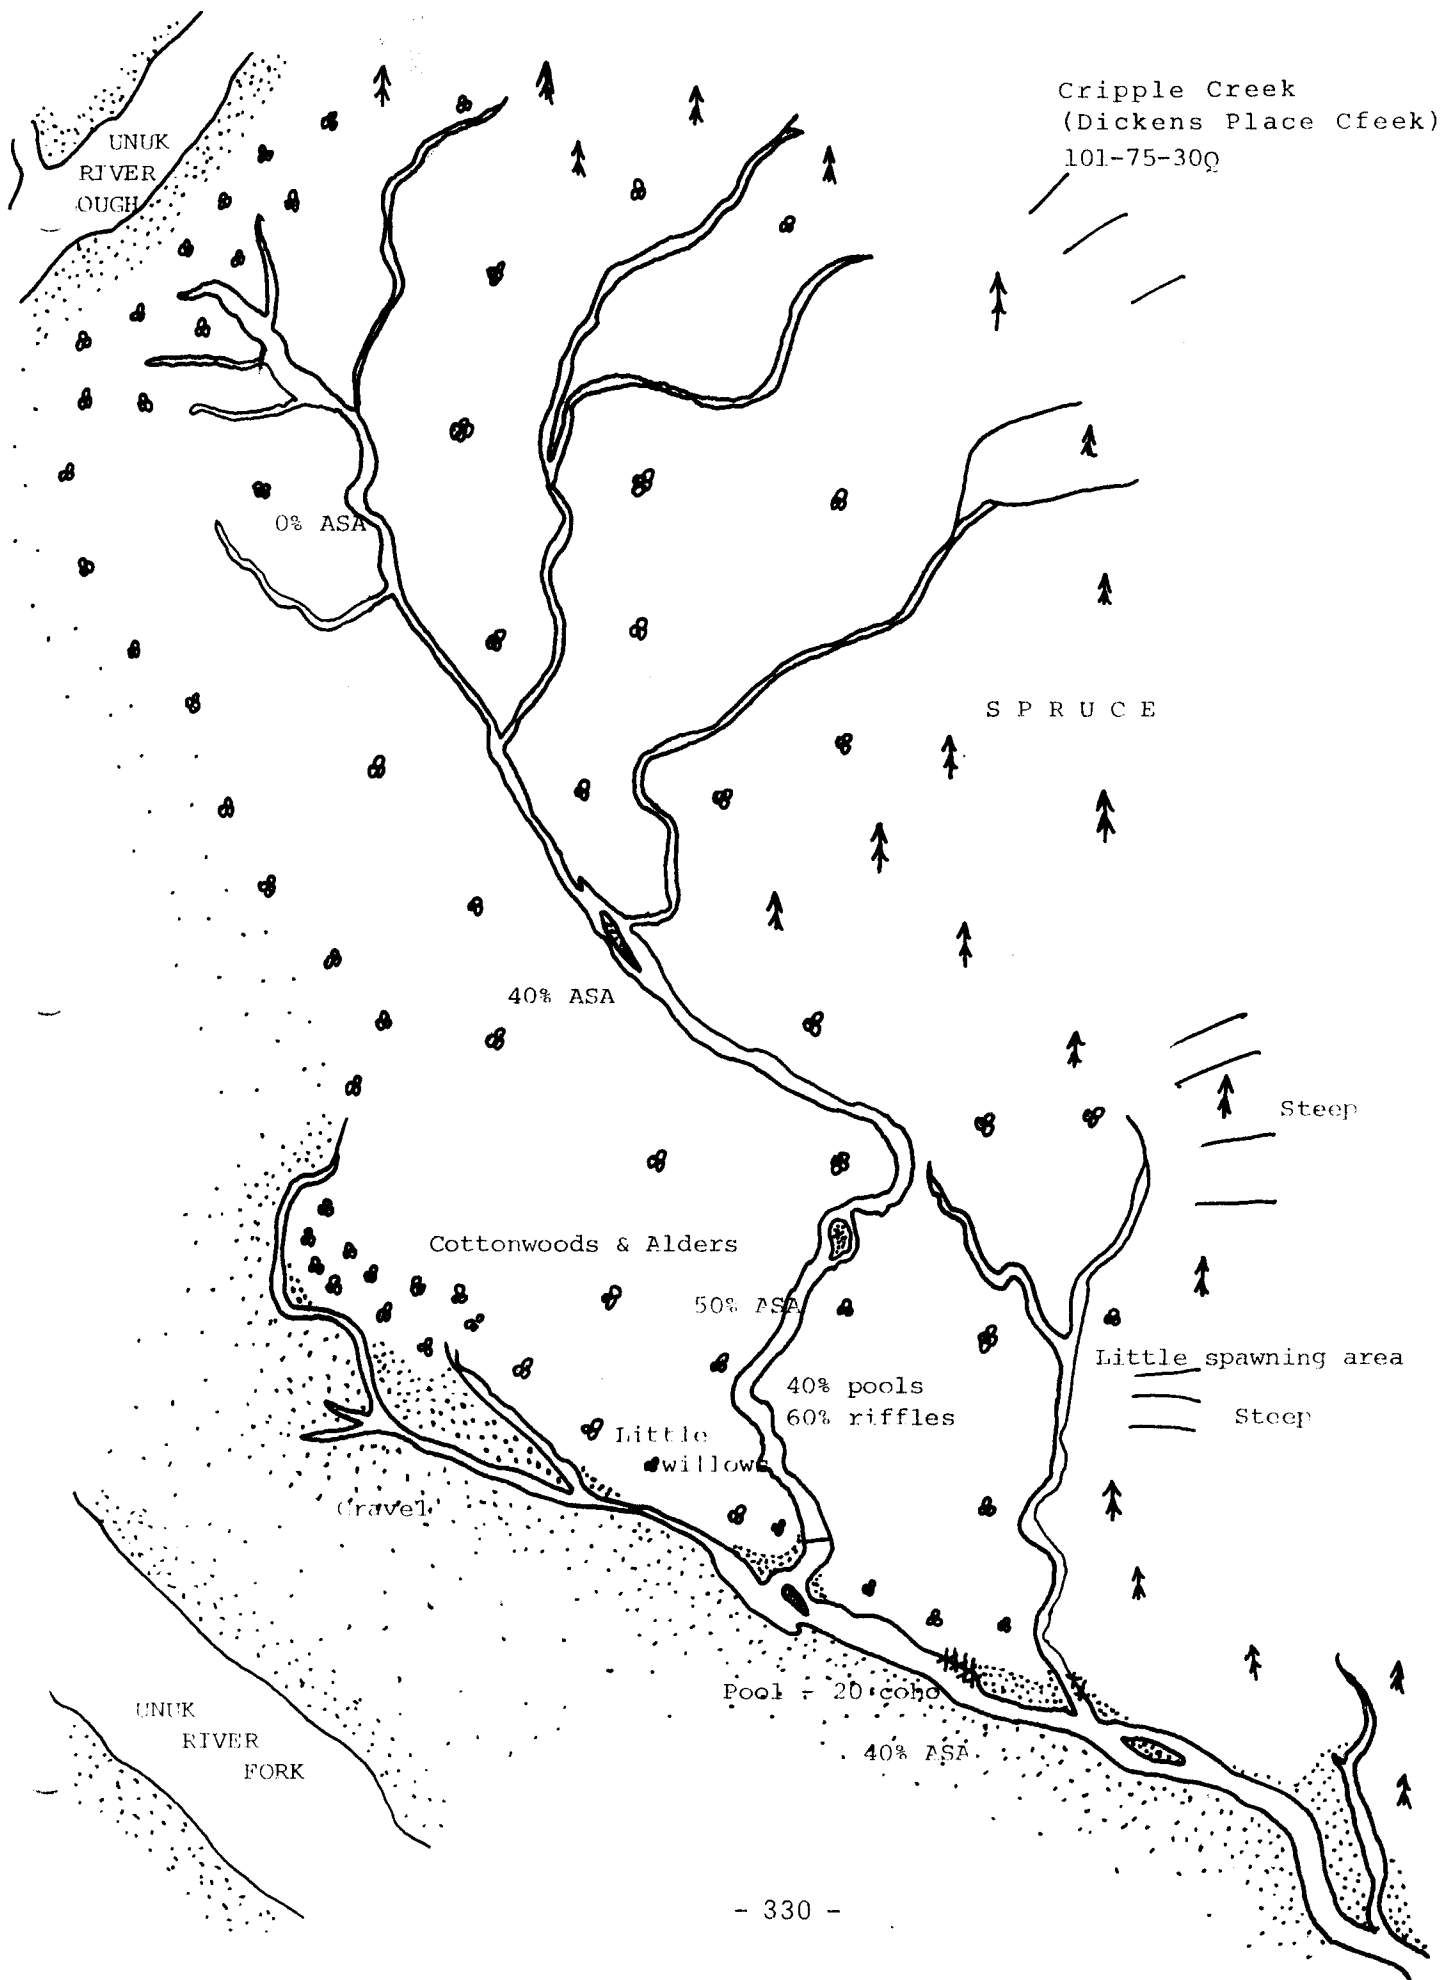 Cripple Creek
(Dickens Place Cfeek)
101-75-30Q
UNUK
RIVER
OUGH
0% ASA
S P R U C E
40% ASA
Steep
Cottonwoods & Alders
50% ASA
Little spawning area
40% pools
60% riffles
Steep
Little
willows
Gravel
Pool - 20 coho
UNUK
RIVER
FORK
40% ASA
- 330 -